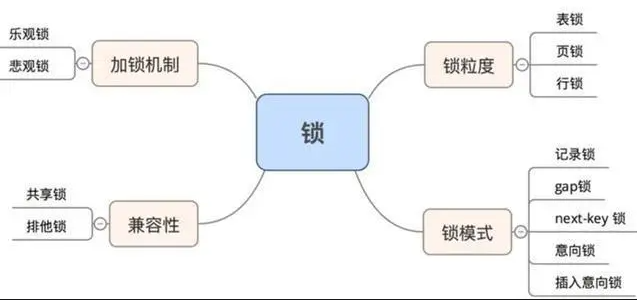 锁
加锁机制
乐观锁
悲观锁
兼容性
共享锁
排他锁
锁粒度
表锁
页锁
行锁
锁模式
记录锁
gap锁
next-key 锁
意向锁
插入意向锁